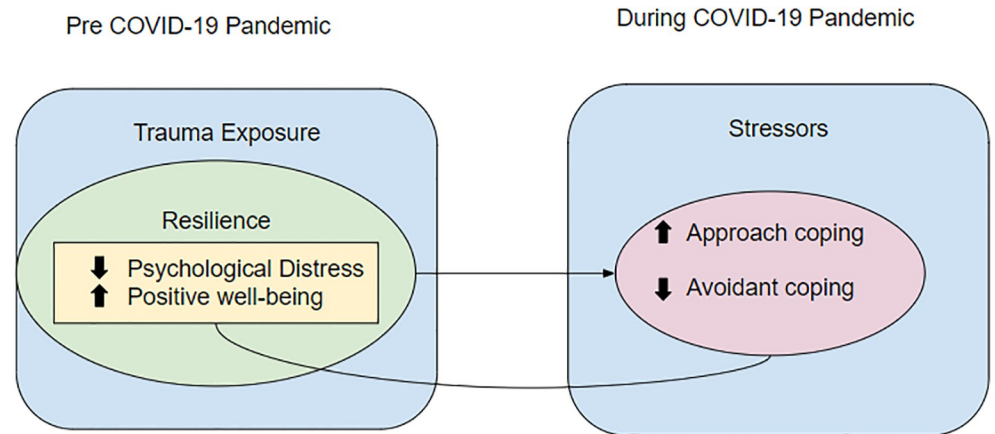 Pre COVID-19 Pandemic
During COVID-19 Pandemic
Trauma Exposure
Resilience
Psychological Distress
Positive well-being
Stressors
Approach coping
Avoidant coping